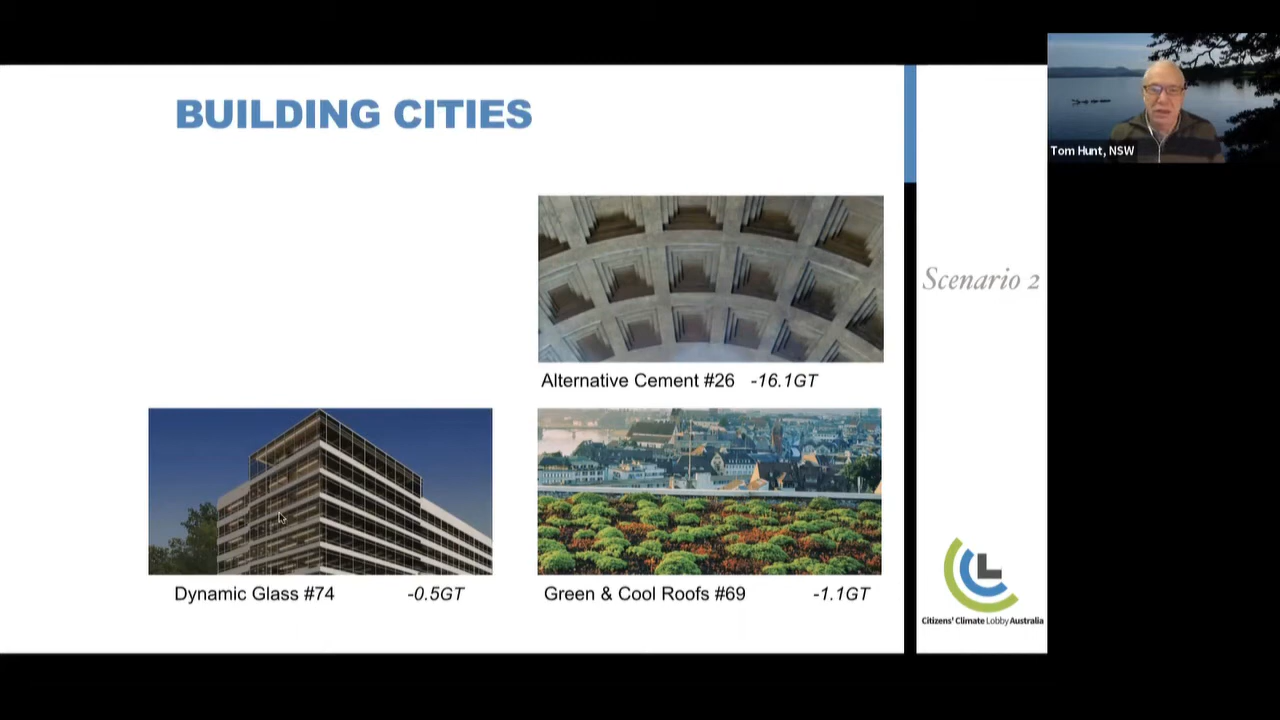 BUILDING CITIES
Tom Hunt, NSW
Scenario 2
Alternative Cement #26 -16.1GT
Dynamic Glass #74 -0.5GT
Green & Cool Roofs #69 -1.1GT
CL
Citizens' Climate Lobby Australia